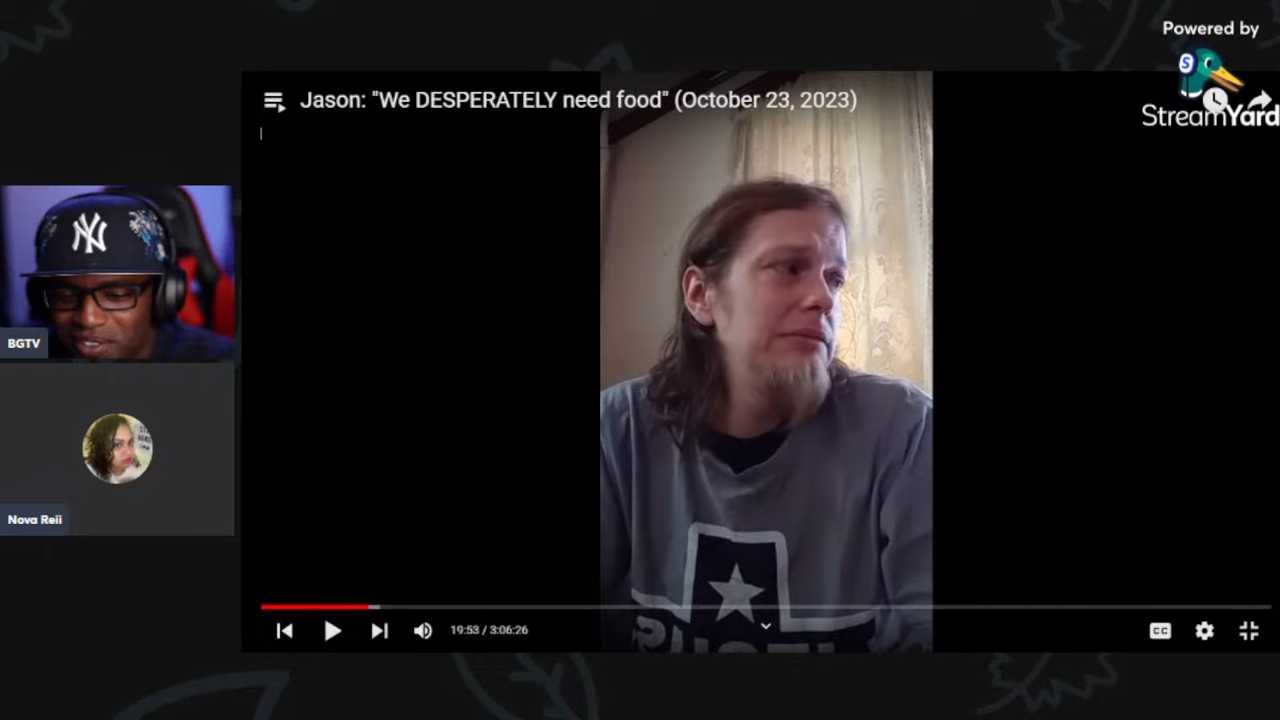 Powered by
StreamYard
S
Jason: "We DESPERATELY need food" (October 23, 2023)
NY
BGTV
Nova Reii
19:53 / 3:06:26
CC